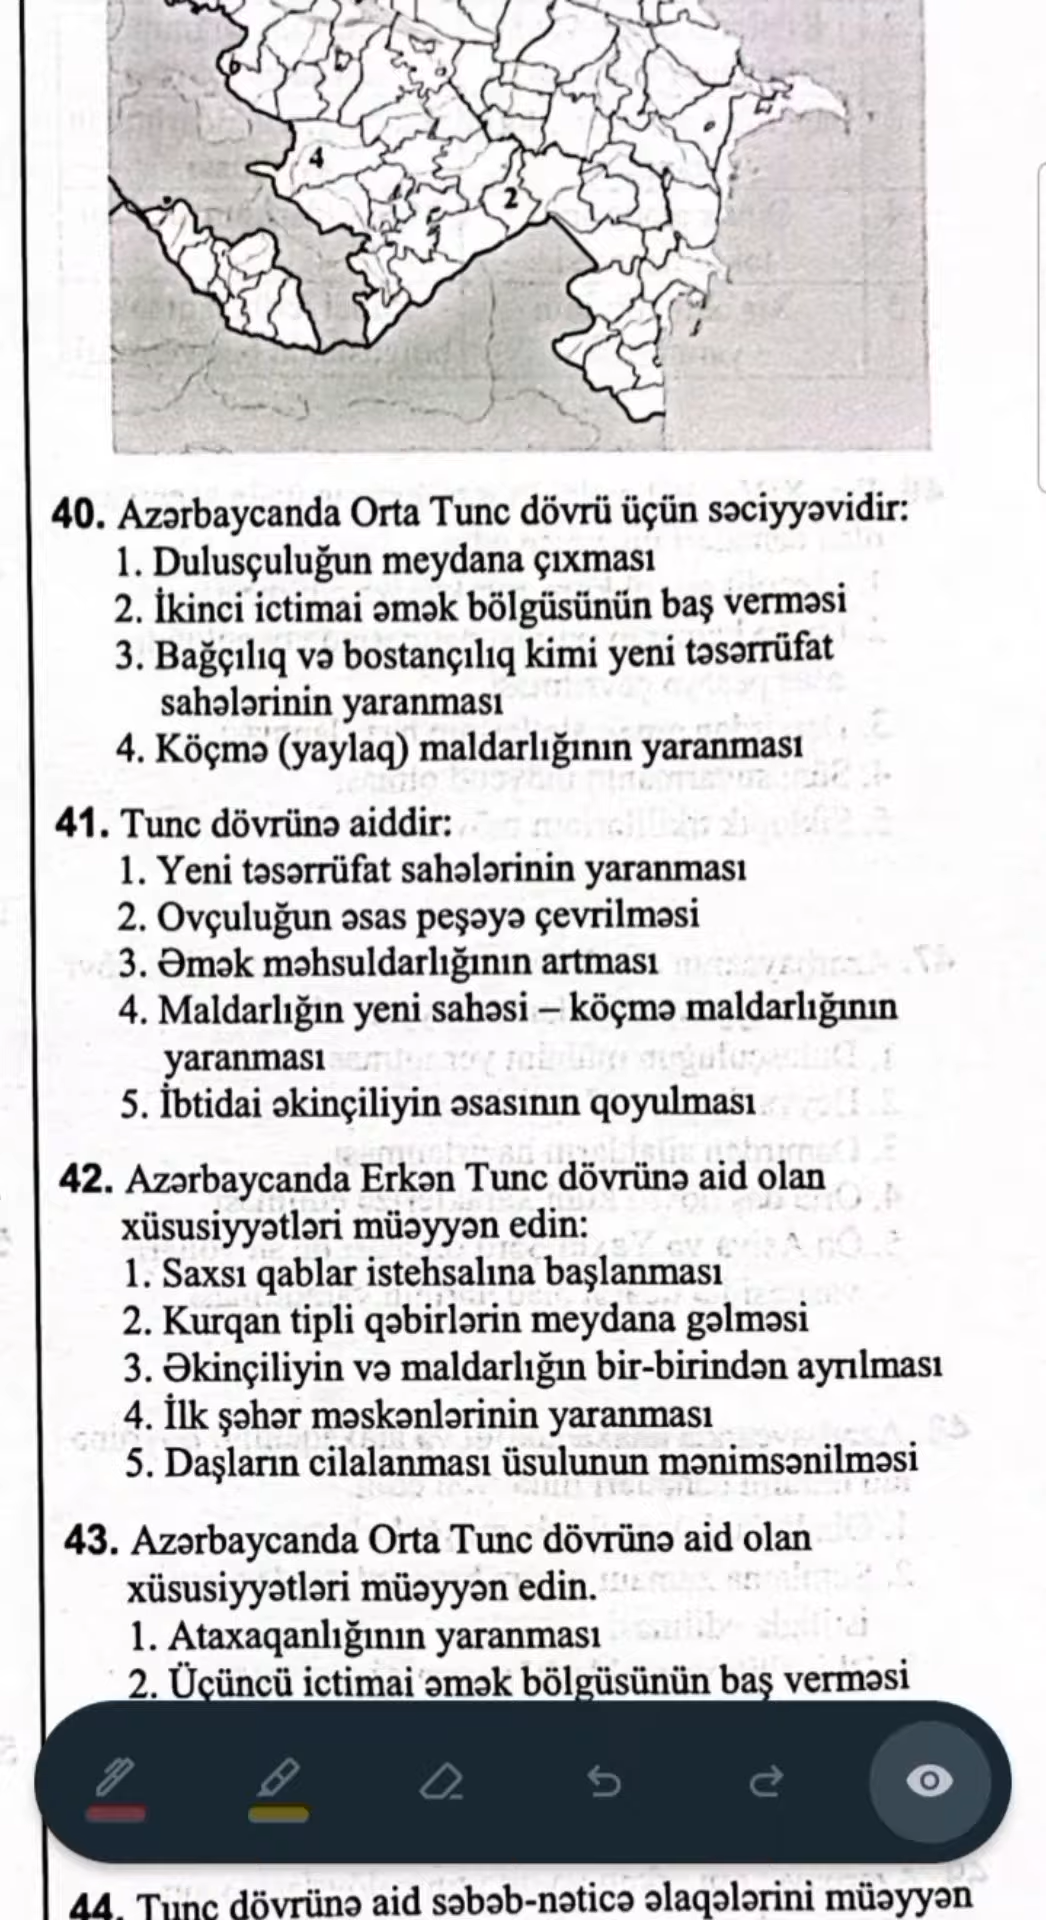 4
2
40. Azərbaycanda Orta Tunc dövrü üçün səciyyəvidir:
1. Dulusçuluğun meydana çıxması
2. İkinci ictimai əmək bölgüsünün baş verməsi
3. Bağçılıq və bostançılıq kimi yeni təsərrüfat
sahələrinin yaranması
4. Köçmə (yaylaq) maldarlığının yaranması
41. Tunc dövrünə aiddir:
1. Yeni təsərrüfat sahələrinin yaranması
2. Ovçuluğun əsas peşəyə çevrilməsi
3. Əmək məhsuldarlığının artması
4. Maldarlığın yeni sahəsi – köçmə maldarlığının
yaranması
5. İbtidai əkinçiliyin əsasının qoyulması
42. Azərbaycanda Erkən Tunc dövrünə aid olan
xüsusiyyətləri müəyyən edin:
1. Saxsı qablar istehsalına başlanması
2. Kurqan tipli qəbirlərin meydana gəlməsi
3. Əkinçiliyin və maldarlığın bir-birindən ayrılması
4. İlk şəhər məskənlərinin yaranması
5. Daşların cilalanması üsulunun mənimsənilməsi
43. Azərbaycanda Orta Tunc dövrünə aid olan
xüsusiyyətləri müəyyən edin.
1. Ataxaqanlığının yaranması
2. Üçüncü ictimai əmək bölgüsünün baş verməsi
44. Tunc dövrünə aid səbəb-nəticə əlaqələrini müəyyən